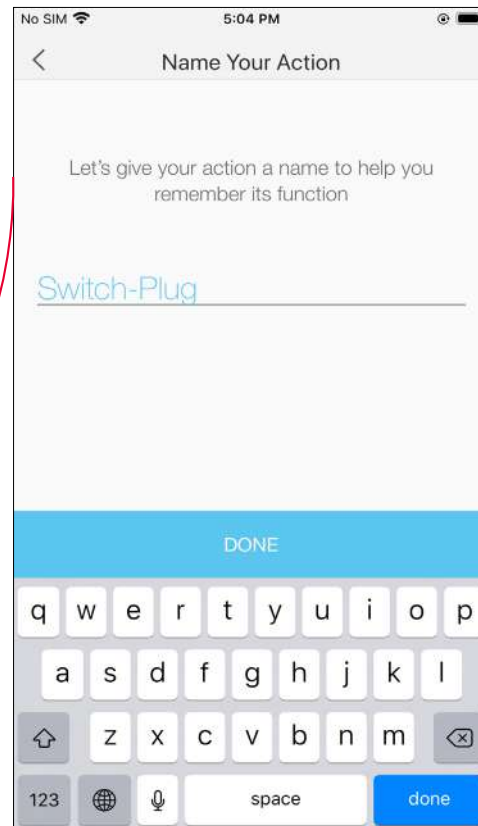 No SIM 5:04 PM
Name Your Action
Let's give your action a name to help you
remember its function
Switch-Plug
DONE
q w e r t y u i o p
a s d f g h j k l
z x c v b n m
123 space done